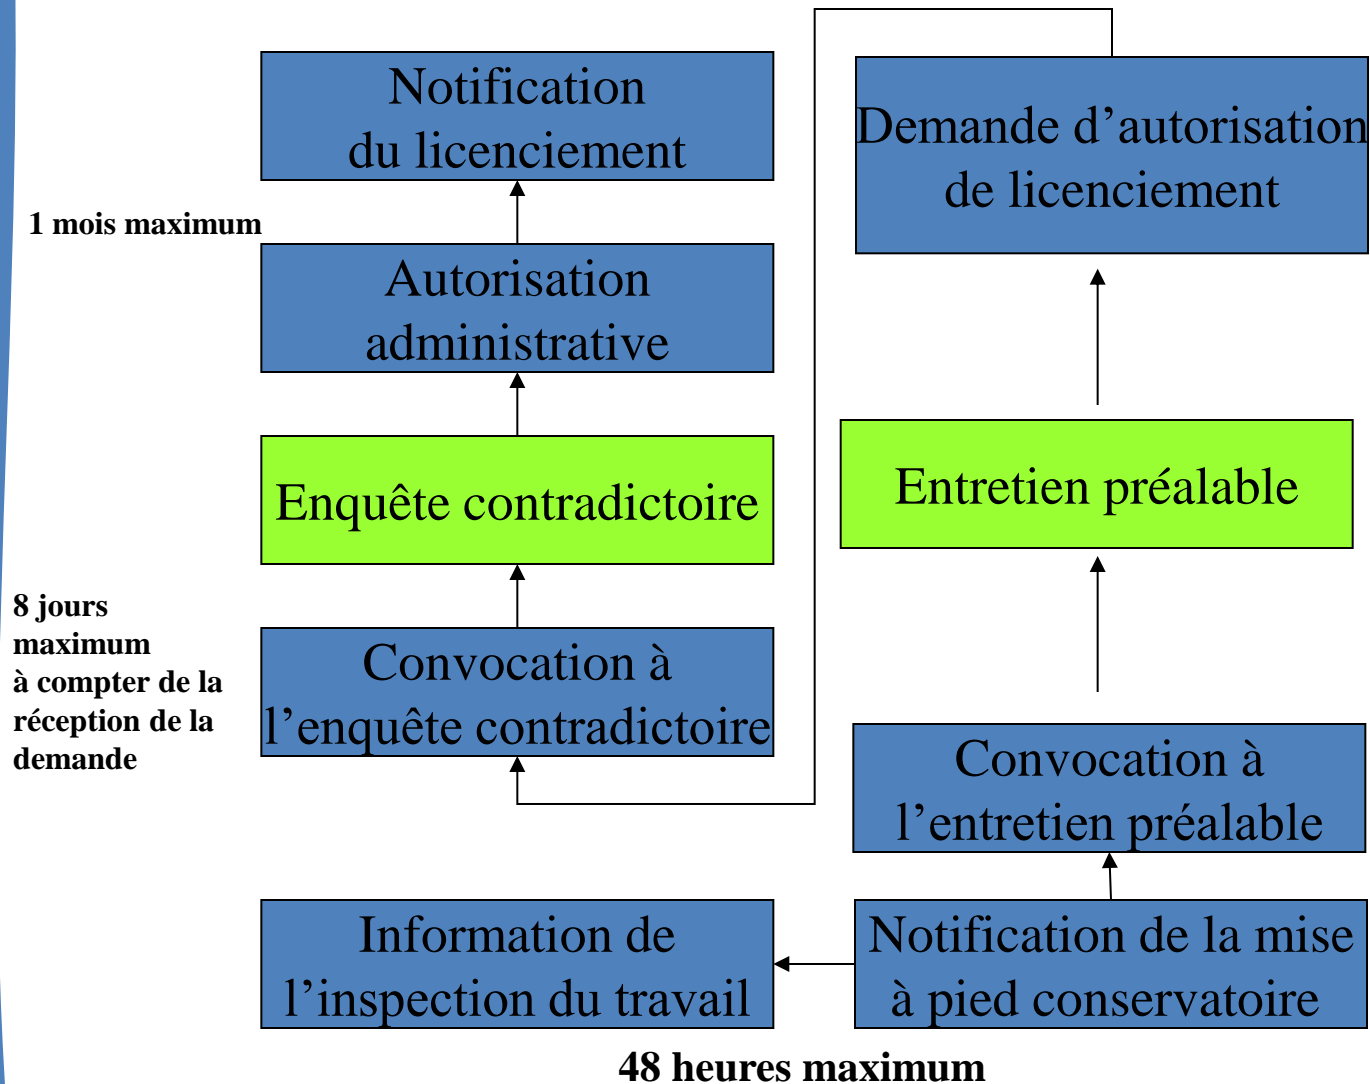 Notification
du licenciement
1 mois maximum
Autorisation
administrative
Enquête contradictoire
8 jours
maximum
à compter de la
réception de la
demande
Convocation à
l’enquête contradictoire
Information de
l’inspection du travail
Demande d’autorisation
de licenciement
Entretien préalable
Convocation à
l’entretien préalable
Notification de la mise
à pied conservatoire
48 heures maximum